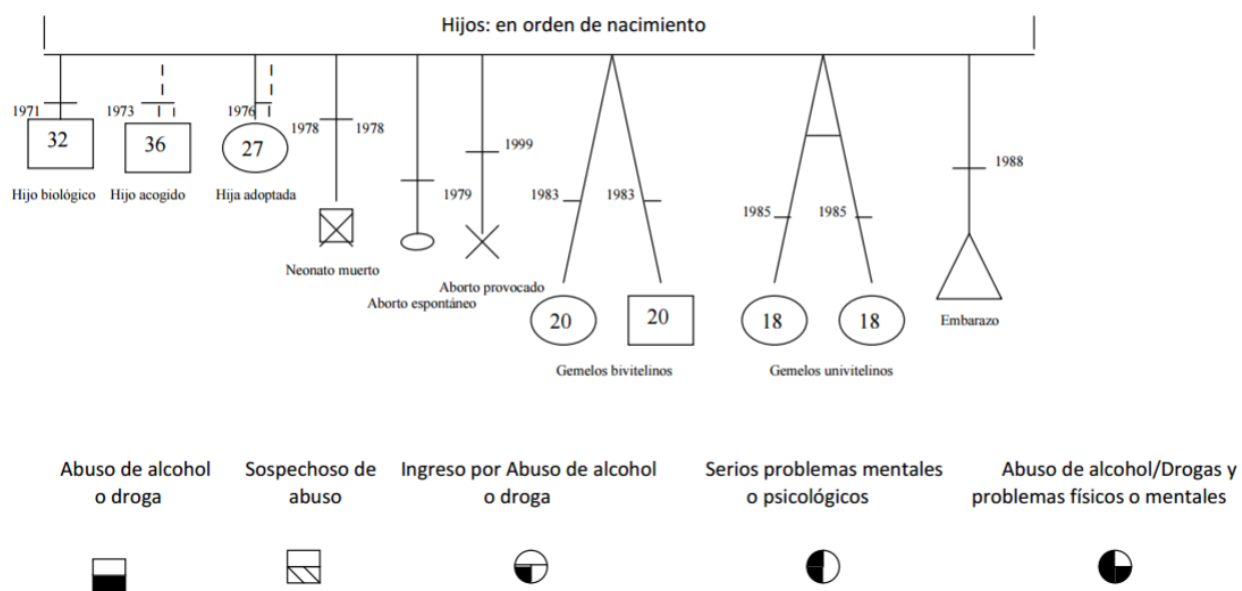 Hijos: en orden de nacimiento
1971
1973
1976
1978
1978
1979
1999
1983
1983
1985
1985
1988
32
36
27
Hijo biológico
Hijo acogido
Hija adoptada
Neonato muerto
Aborto espontáneo
Aborto provocado
20
20
18
18
Gemelos bivitelinos
Gemelos univitelinos
Embarazo
Abuso de alcohol
o droga
Sospechoso de
abuso
Ingreso por Abuso de alcohol
o droga
Serios problemas mentales
o psicológicos
Abuso de alcohol/Drogas y
problemas físicos o mentales